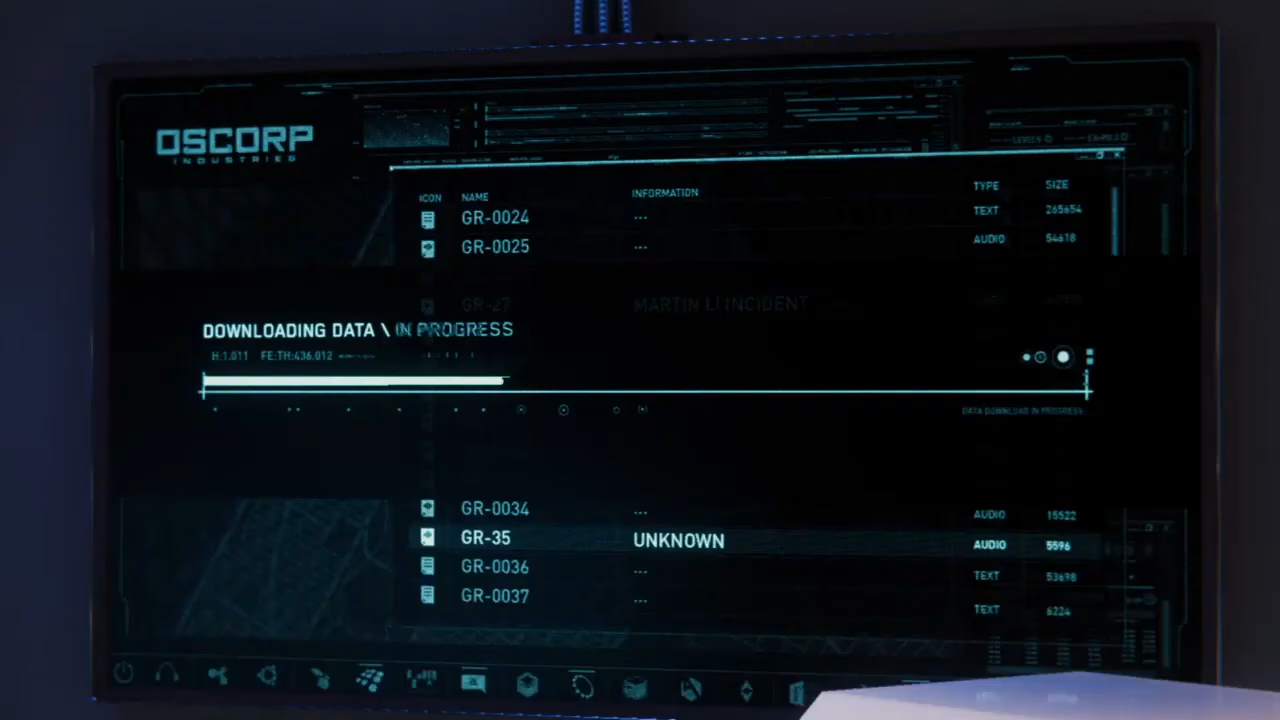 OSCORP
INDUSTRIES
ICON NAME INFORMATION TYPE SIZE
GR-0024 --- TEXT 265654
GR-0025 --- AUDIO 54618
GR-27 MARTIN LI INCIDENT
DOWNLOADING DATA \ IN PROGRESS
H:1.011 FE:TH:436.012
DATA DOWNLOAD IN PROGRESS
GR-0034 --- AUDIO 15522
GR-35 UNKNOWN AUDIO 5596
GR-0036 --- TEXT 53698
GR-0037 --- TEXT 6224